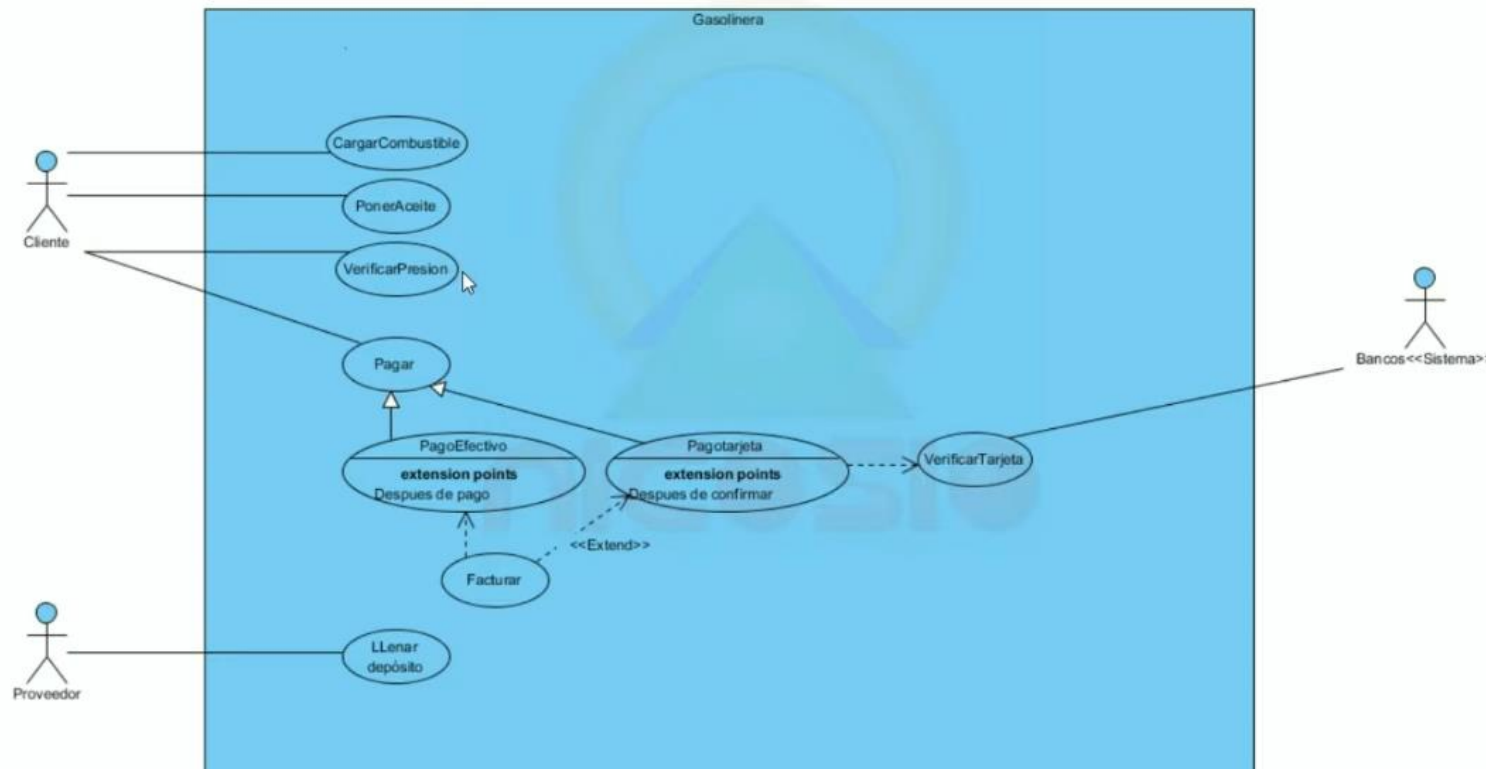 Gasolinera
CargarCombustible
PonerAceite
Cliente
VerificarPresion
Pagar
Bancos<<Sistema>>
PagoEfectivo
extension points
Despues de pago
Pagotarjeta
extension points
Despues de confirmar
VerificarTarjeta
<<Extend>>
Facturar
LLenar
depósito
Proveedor
nicosio